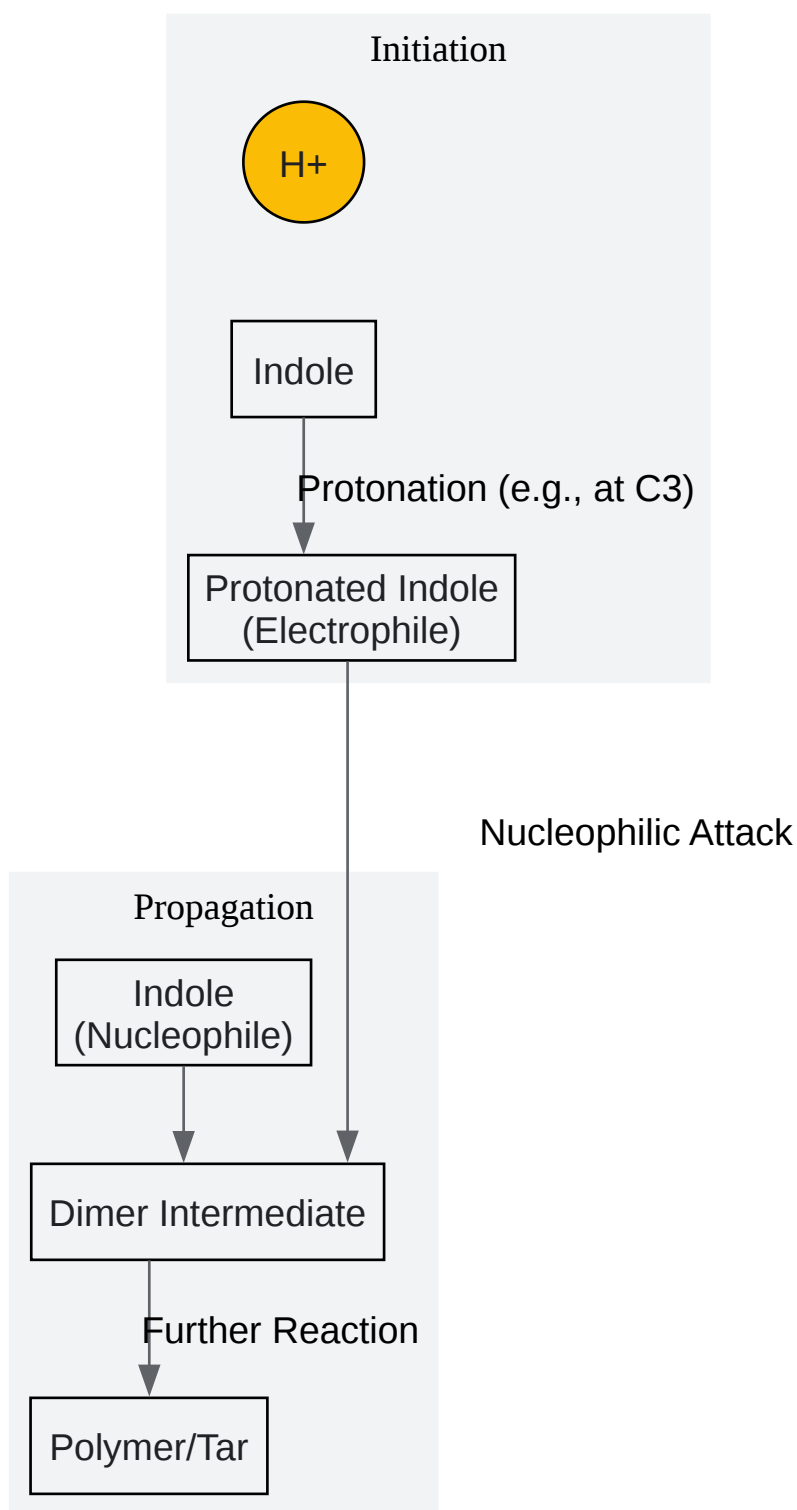 Initiation
H+
Indole
Protonation (e.g., at C3)
Protonated Indole
(Electrophile)
Nucleophilic Attack
Propagation
Indole
(Nucleophile)
Dimer Intermediate
Further Reaction
Polymer/Tar